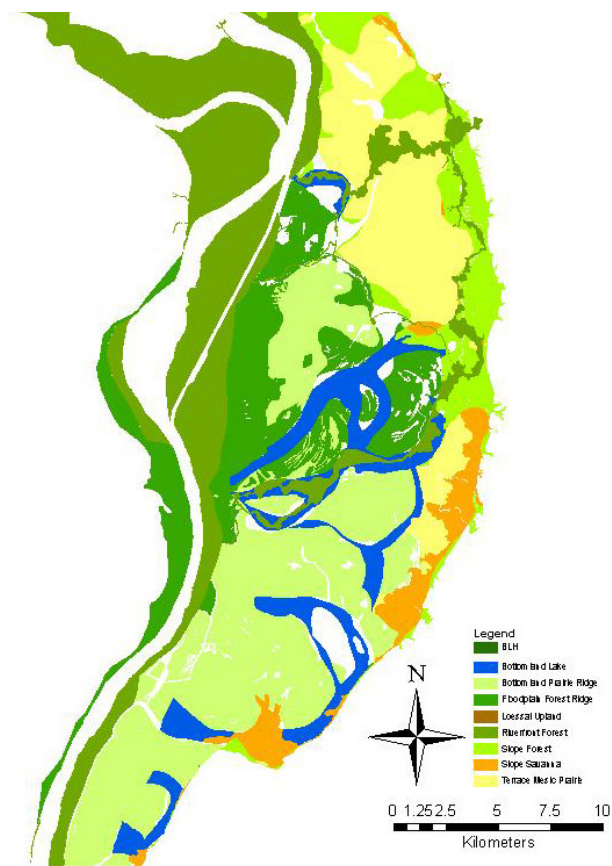 Legend
BLH
Bottomland Lake
Bottomland Prairie Ridge
Floodplain Forest Ridge
Loessal Upland
Riverfront Forest
Slope Forest
Slope Savanna
Terrace Mesic Prairie
N
0 1.25 2.5 5 7.5 10
Kilometers